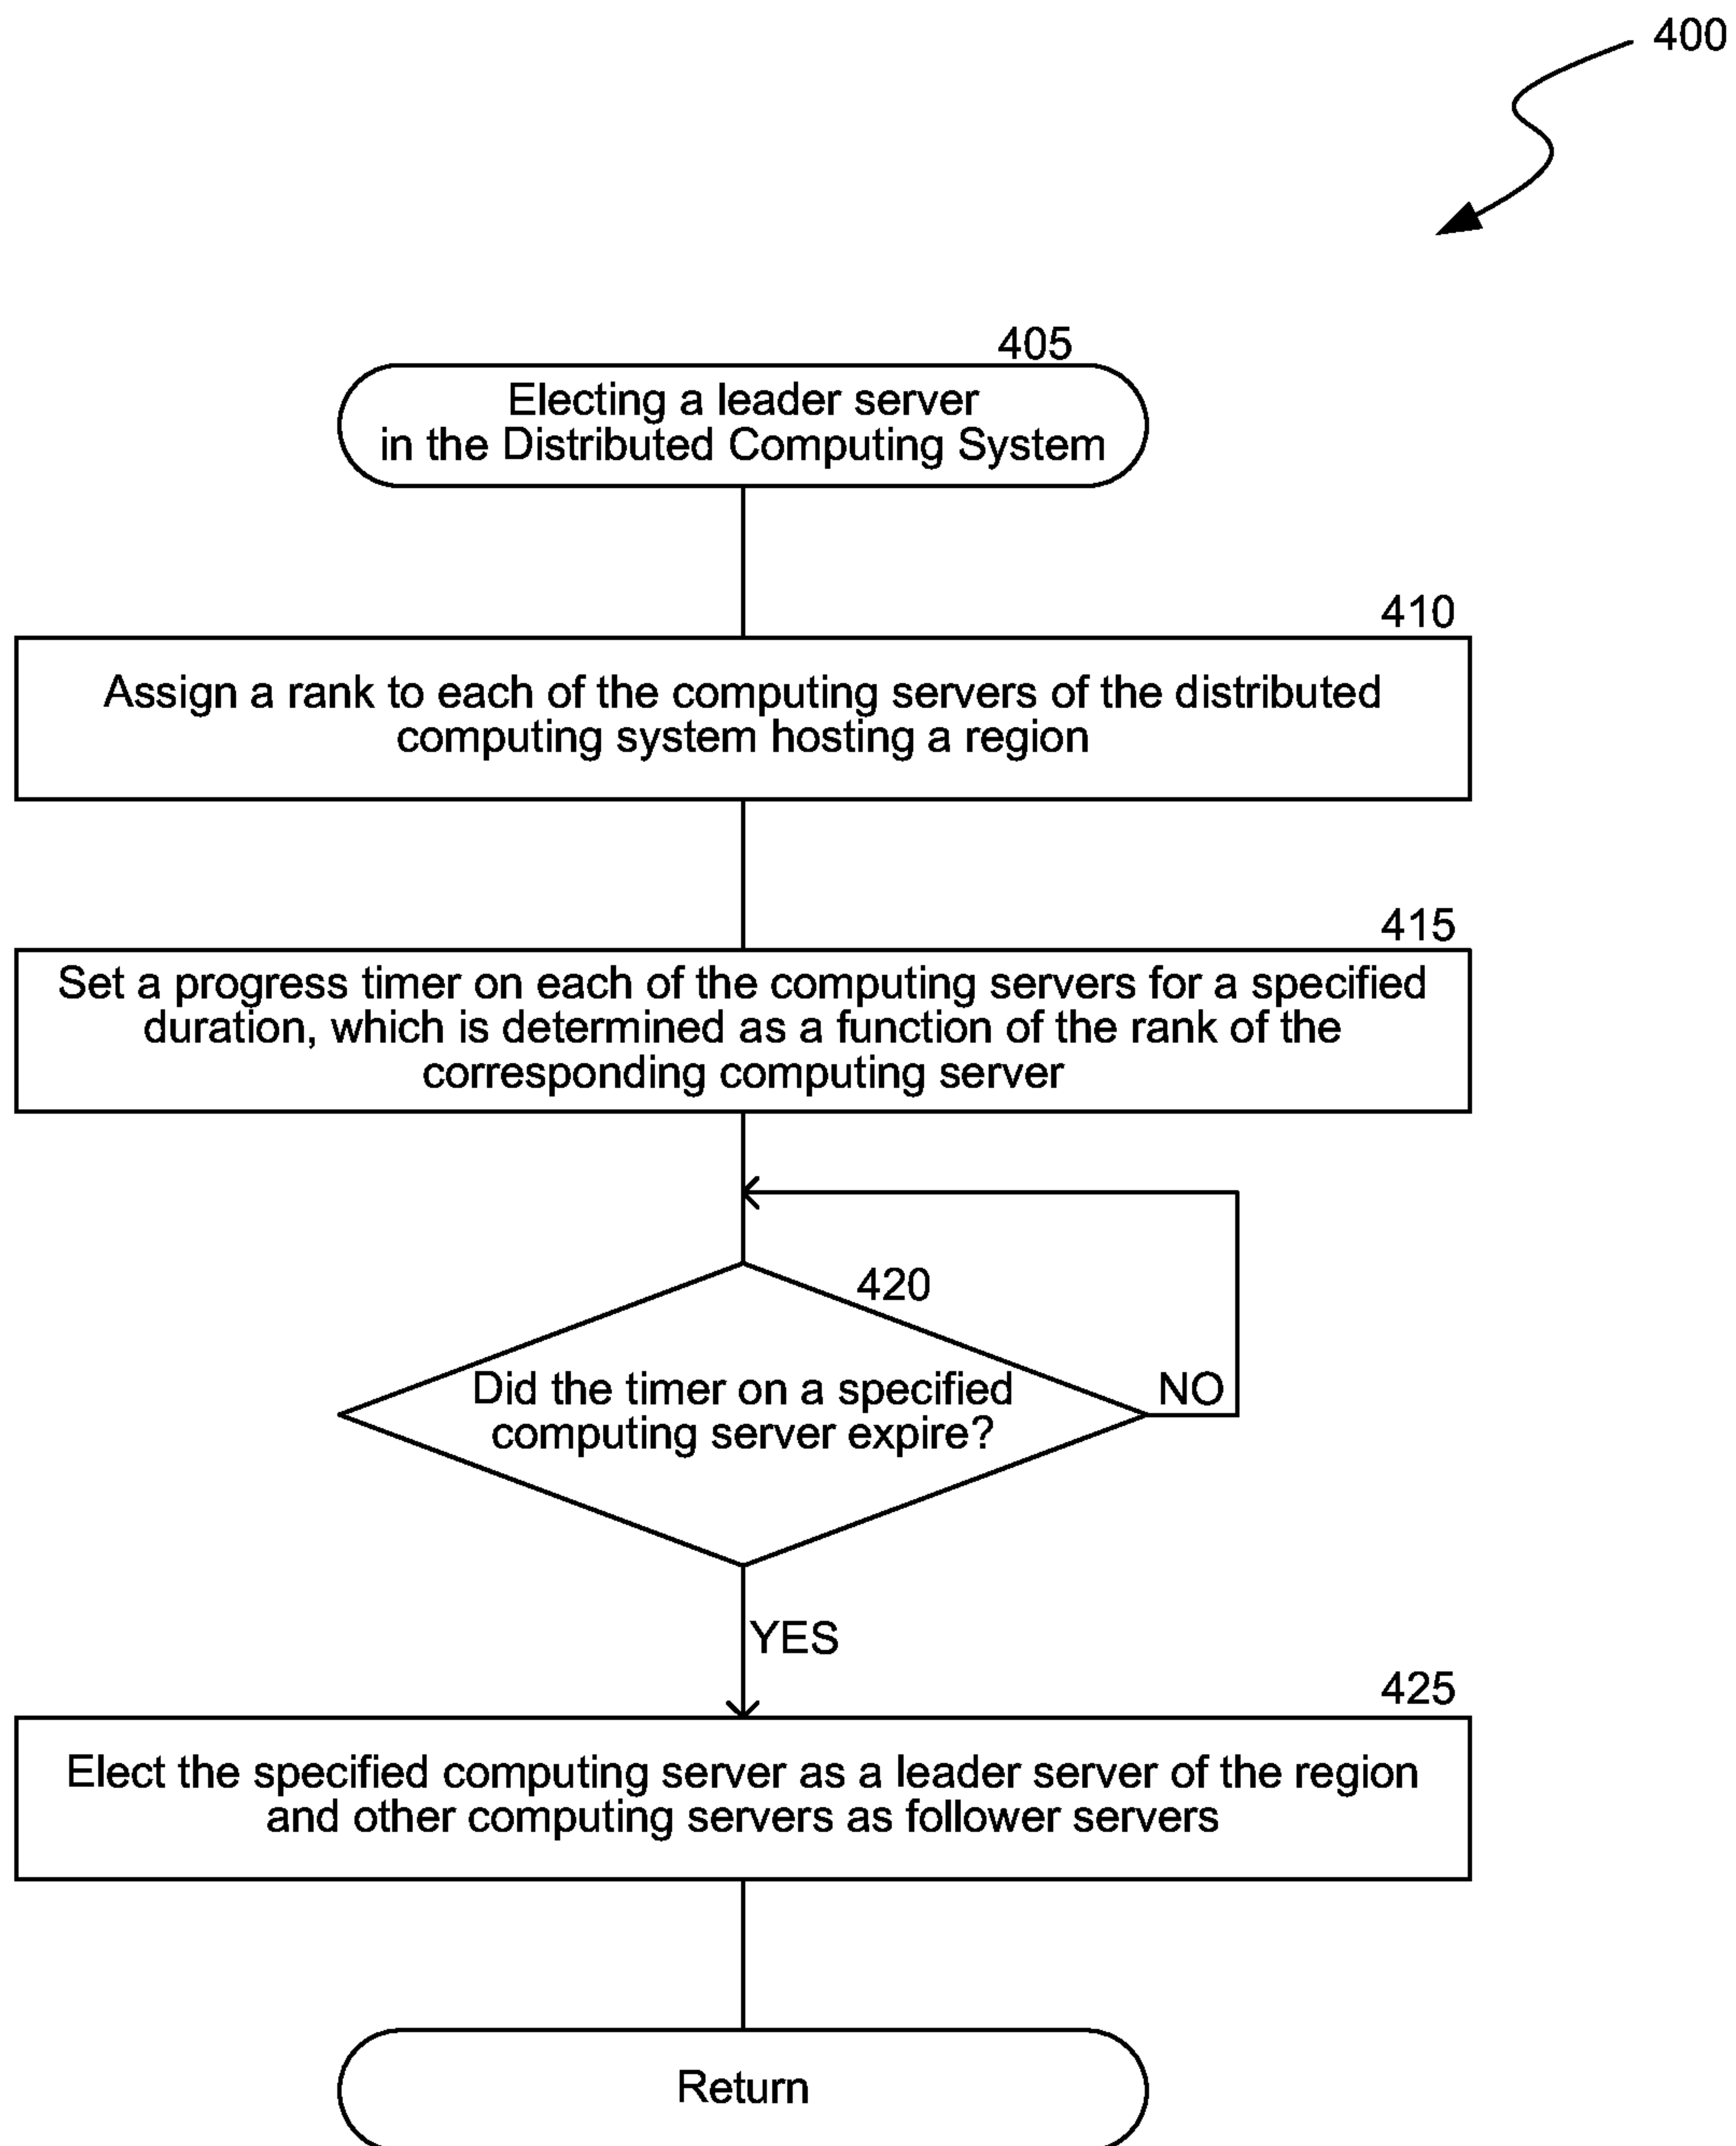 400
405
Electing a leader server
in the Distributed Computing System
410
Assign a rank to each of the computing servers of the distributed
computing system hosting a region
415
Set a progress timer on each of the computing servers for a specified
duration, which is determined as a function of the rank of the
corresponding computing server
420
Did the timer on a specified
computing server expire?
NO
YES
425
Elect the specified computing server as a leader server of the region
and other computing servers as follower servers
Return